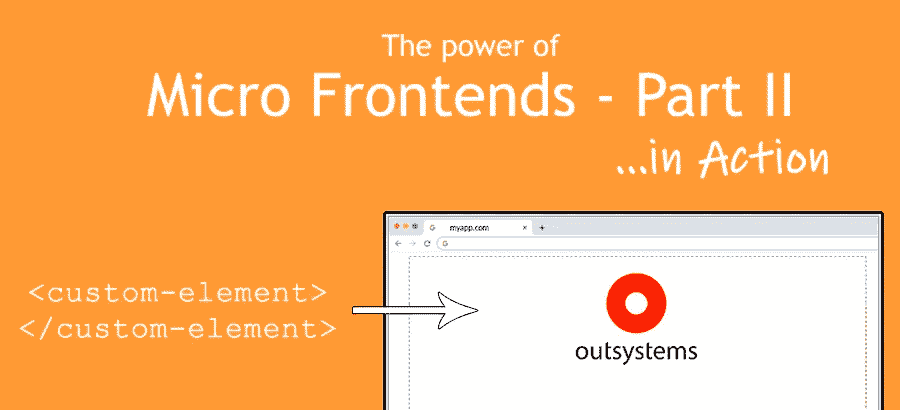 The power of
Micro Frontends - Part II
...in Action
myapp.com
<custom-element>
</custom-element>
outsystems